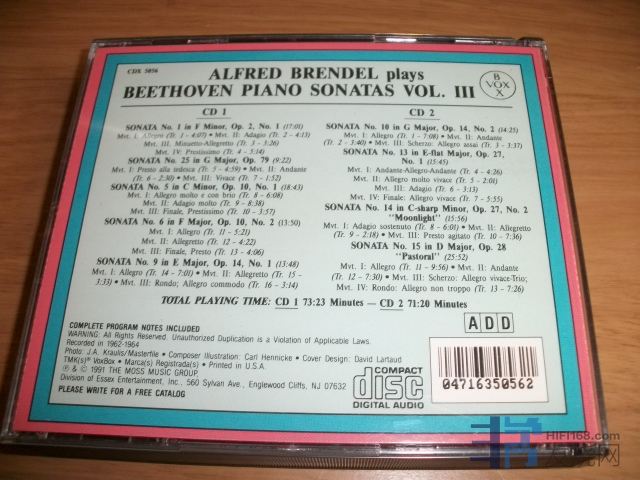 CDX 5056
ALFRED BRENDEL plays
BEETHOVEN PIANO SONATAS VOL. III
B
VOX
X
CD 1
SONATA No. 1 in F Minor, Op. 2, No. 1 (17:01)
Mvt. I: Allegro (Tr. 1 - 4:07) • Mvt. II: Adagio (Tr. 2 - 4:13)
Mvt. III. Minuetto-Allegretto (Tr. 3 - 3:26)
Mvt. IV: Prestissimo (Tr. 4 - 5:14)
SONATA No. 25 in G Major, Op. 79 (9:22)
Mvt. I: Presto alla tedesca (Tr. 5 - 4:59) • Mvt. II: Andante
(Tr. 6 - 2:30) • Mvt. III: Vivace (Tr. 7 - 1:52)
SONATA No. 5 in C Minor, Op. 10, No. 1 (18:43)
Mvt. I: Allegro molto e con brio (Tr. 8 - 6:08)
Mvt. II: Adagio molto (Tr. 9 - 8:38)
Mvt. III: Finale, Prestissimo (Tr. 10 - 3:57)
SONATA No. 6 in F Major, Op. 10, No. 2 (13:50)
Mvt. I: Allegro (Tr. 11 - 5:21)
Mvt. II: Allegretto (Tr. 12 - 4:22)
Mvt. III: Finale, Presto (Tr. 13 - 4:06)
SONATA No. 9 in E Major, Op. 14, No. 1 (13:48)
Mvt. I: Allegro (Tr. 14 - 7:01) • Mvt. II: Allegretto (Tr. 15 -
3:33) • Mvt. III: Rondo; Allegro commodo (Tr. 16 - 3:14)
CD 2
SONATA No. 10 in G Major, Op. 14, No. 2 (14:25)
Mvt. I: Allegro (Tr. 1 - 7:08) • Mvt. II: Andante
(Tr. 2 - 3:40) • Mvt. III: Scherzo: Allegro assai (Tr. 3 - 3:37)
SONATA No. 13 in E-flat Major, Op. 27,
No. 1 (15:45)
Mvt. I: Andante-Allegro-Andante (Tr. 4 - 4:26)
Mvt. II: Allegro molto vivace (Tr. 5 - 2:01)
Mvt. III: Adagio (Tr. 6 - 3:13)
Mvt. IV: Finale: Allegro vivace (Tr. 7 - 5:55)
SONATA No. 14 in C-sharp Minor, Op. 27, No. 2
"Moonlight" (15:56)
Mvt. I: Adagio sostenuto (Tr. 8 - 6:01) • Mvt. II: Allegretto
(Tr. 9 - 2:18) • Mvt. III: Presto agitato (Tr. 10 - 7:36)
SONATA No. 15 in D Major, Op. 28
"Pastoral" (25:52)
Mvt. I: Allegro (Tr. 11 - 9:56) • Mvt. II: Andante
(Tr. 12 - 7:30) • Mvt. III: Scherzo: Allegro vivace-Trio;
Mvt. IV: Rondo: Allegro non troppo (Tr. 13 - 7:26)
TOTAL PLAYING TIME: CD 1 73:23 Minutes — CD 2 71:20 Minutes
COMPLETE PROGRAM NOTES INCLUDED
WARNING: All Rights Reserved. Unauthorized Duplication is a Violation of Applicable Laws.
Recorded in 1962-1964
Photo: J.A. Kraulis/Masterfile • Composer Illustration: Carl Hennicke • Cover Design: David Lartaud
TMK(s)® VoxBox • Marca(s) Registrada(s) • Printed in U.S.A.
℗ & © 1991 THE MOSS MUSIC GROUP.
Division of Essex Entertainment, Inc., 560 Sylvan Ave., Englewood Cliffs, NJ 07632
PLEASE WRITE FOR A FREE CATALOG
ADD
COMPACT
disc
DIGITAL AUDIO
04716350562
HIFI168.com